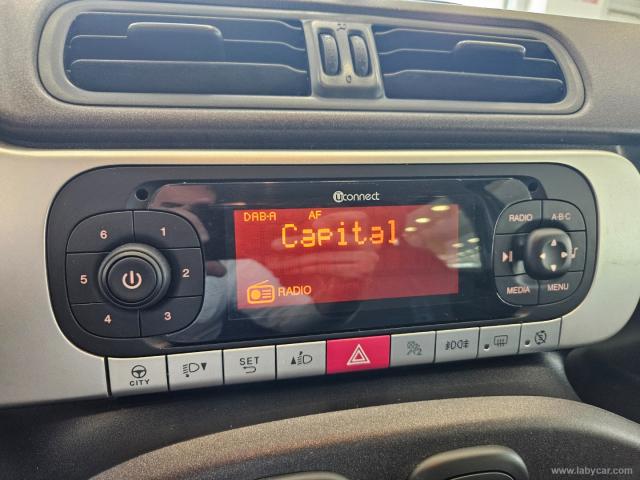 uconnect
DAB-A AF
Capital
RADIO
6 1
5 2
4 3
RADIO A-B-C
MEDIA MENU
CITY
SET
www.labycar.com